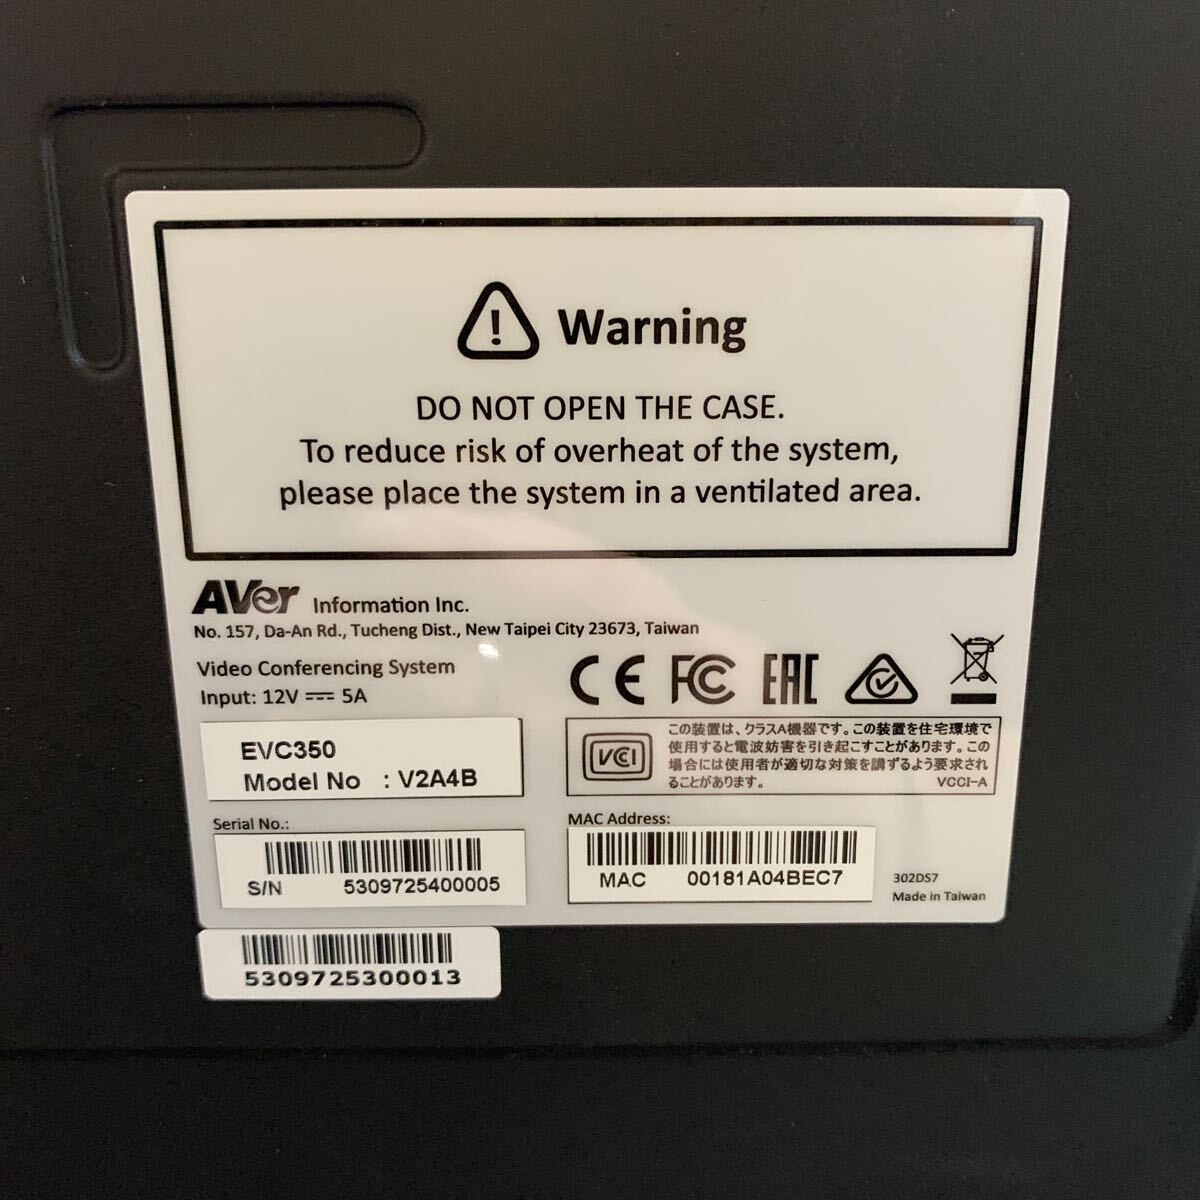 Warning
DO NOT OPEN THE CASE.
To reduce risk of overheat of the system,
please place the system in a ventilated area.
AVer Information Inc.
No. 157, Da-An Rd., Tucheng Dist., New Taipei City 23673, Taiwan
Video Conferencing System
Input: 12V ⎓ 5A
CE FC EAC
EVC350
Model No : V2A4B
VCI
この装置は、クラスA機器です。この装置を住宅環境で
使用すると電波妨害を引き起こすことがあります。この
場合には使用者が適切な対策を講ずるよう要求され
ることがあります。 VCCI-A
Serial No.:
S/N 5309725400005
MAC Address:
MAC 00181A04BEC7
302DS7
Made in Taiwan
5309725300013